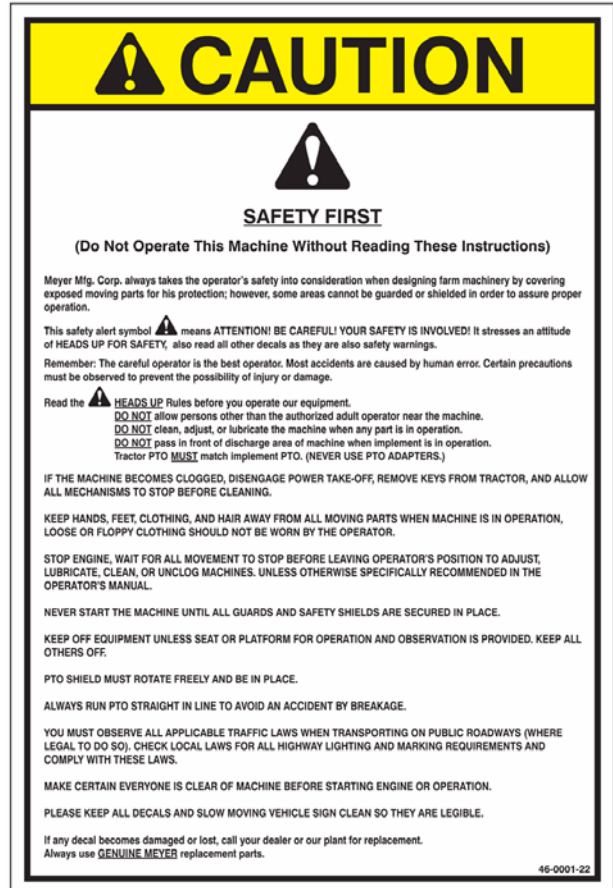 CAUTION
SAFETY FIRST
(Do Not Operate This Machine Without Reading These Instructions)
Meyer Mfg. Corp. always takes the operator's safety into consideration when designing farm machinery by covering
exposed moving parts for his protection; however, some areas cannot be guarded or shielded in order to assure proper
operation.
This safety alert symbol means ATTENTION! BE CAREFUL! YOUR SAFETY IS INVOLVED! It stresses an attitude
of HEADS UP FOR SAFETY, also read all other decals as they are also safety warnings.
Remember: The careful operator is the best operator. Most accidents are caused by human error. Certain precautions
must be observed to prevent the possibility of injury or damage.
Read the HEADS UP Rules before you operate our equipment.
DO NOT allow persons other than the authorized adult operator near the machine.
DO NOT clean, adjust, or lubricate the machine when any part is in operation.
DO NOT pass in front of discharge area of machine when implement is in operation.
Tractor PTO MUST match implement PTO. (NEVER USE PTO ADAPTERS.)
IF THE MACHINE BECOMES CLOGGED, DISENGAGE POWER TAKE-OFF, REMOVE KEYS FROM TRACTOR, AND ALLOW
ALL MECHANISMS TO STOP BEFORE CLEANING.
KEEP HANDS, FEET, CLOTHING, AND HAIR AWAY FROM ALL MOVING PARTS WHEN MACHINE IS IN OPERATION,
LOOSE OR FLOPPY CLOTHING SHOULD NOT BE WORN BY THE OPERATOR.
STOP ENGINE, WAIT FOR ALL MOVEMENT TO STOP BEFORE LEAVING OPERATOR'S POSITION TO ADJUST,
LUBRICATE, CLEAN, OR UNCLOG MACHINES. UNLESS OTHERWISE SPECIFICALLY RECOMMENDED IN THE
OPERATOR'S MANUAL.
NEVER START THE MACHINE UNTIL ALL GUARDS AND SAFETY SHIELDS ARE SECURED IN PLACE.
KEEP OFF EQUIPMENT UNLESS SEAT OR PLATFORM FOR OPERATION AND OBSERVATION IS PROVIDED. KEEP ALL
OTHERS OFF.
PTO SHIELD MUST ROTATE FREELY AND BE IN PLACE.
ALWAYS RUN PTO STRAIGHT IN LINE TO AVOID AN ACCIDENT BY BREAKAGE.
YOU MUST OBSERVE ALL APPLICABLE TRAFFIC LAWS WHEN TRANSPORTING ON PUBLIC ROADWAYS (WHERE
LEGAL TO DO SO). CHECK LOCAL LAWS FOR ALL HIGHWAY LIGHTING AND MARKING REQUIREMENTS AND
COMPLY WITH THESE LAWS.
MAKE CERTAIN EVERYONE IS CLEAR OF MACHINE BEFORE STARTING ENGINE OR OPERATION.
PLEASE KEEP ALL DECALS AND SLOW MOVING VEHICLE SIGN CLEAN SO THEY ARE LEGIBLE.
If any decal becomes damaged or lost, call your dealer or our plant for replacement.
Always use GENUINE MEYER replacement parts.
46-0001-22